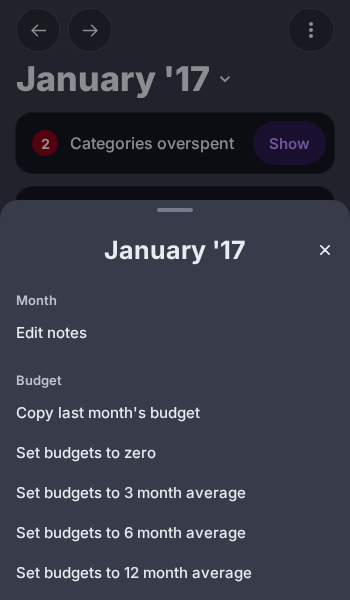 January '17
2 Categories overspent Show
January '17
Month
Edit notes
Budget
Copy last month's budget
Set budgets to zero
Set budgets to 3 month average
Set budgets to 6 month average
Set budgets to 12 month average